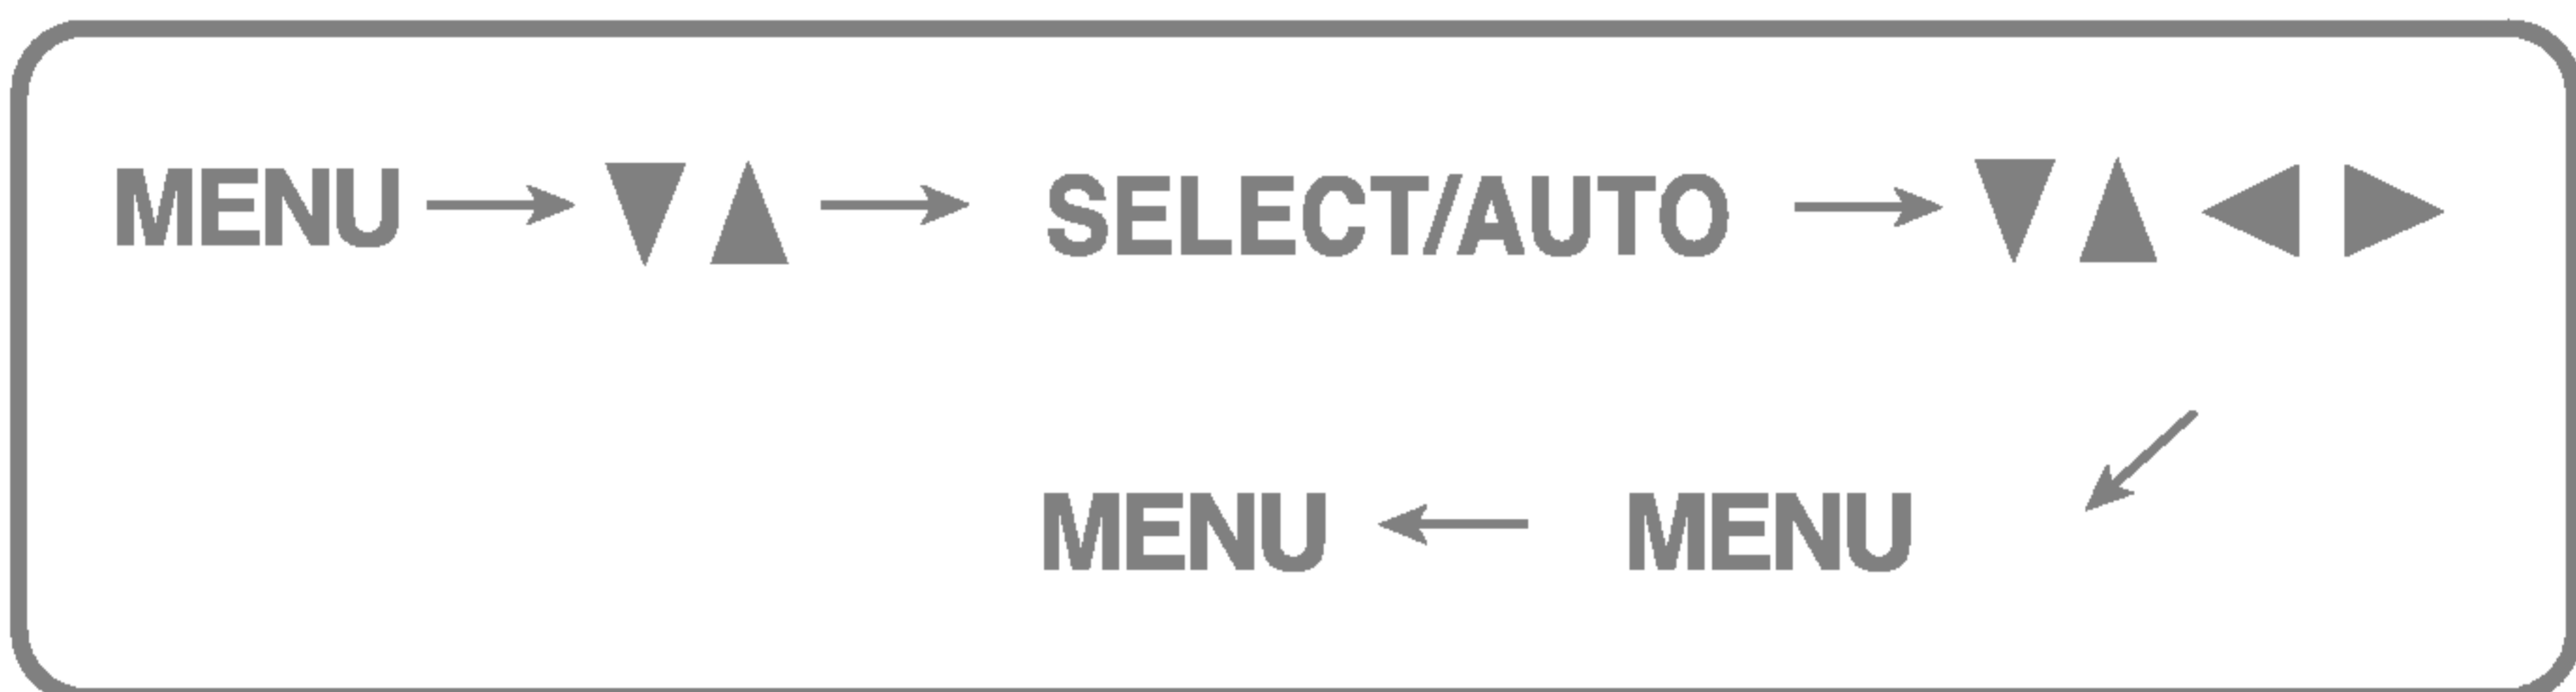 MENU → ▼ ▲ → SELECT/AUTO → ▼ ▲ ◀ ▶
↙
MENU ← MENU